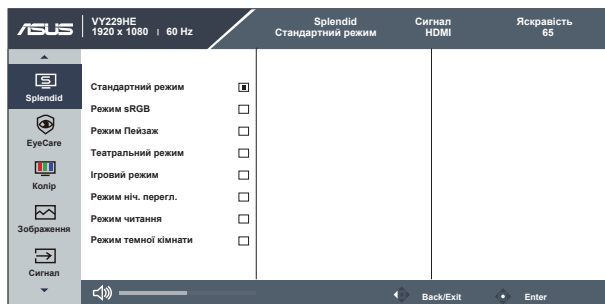 ASUS
VY229HE
1920 x 1080 | 60 Hz
Splendid
Стандартний режим
Сигнал
HDMI
Яскравість
65
S
Splendid
EyeCare
Колір
Зображення
Сигнал
Стандартний режим
Режим sRGB
Режим Пейзаж
Театральний режим
Ігровий режим
Режим ніч. перегл.
Режим читання
Режим темної кімнати
Back/Exit
Enter